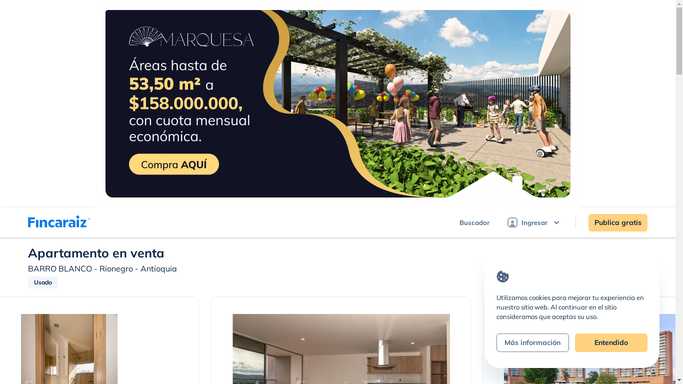 MARQUESA
Áreas hasta de
53,50 m² a
$158.000.000,
con cuota mensual
económica.
Compra AQUÍ
Fincaraiz
Buscador
Ingresar
Publica gratis
Apartamento en venta
BARRO BLANCO - Rionegro - Antioquia
Usado
Utilizamos cookies para mejorar tu experiencia en
nuestro sitio web. Al continuar en el sitio
consideramos que aceptas su uso.
Más información
Entendido